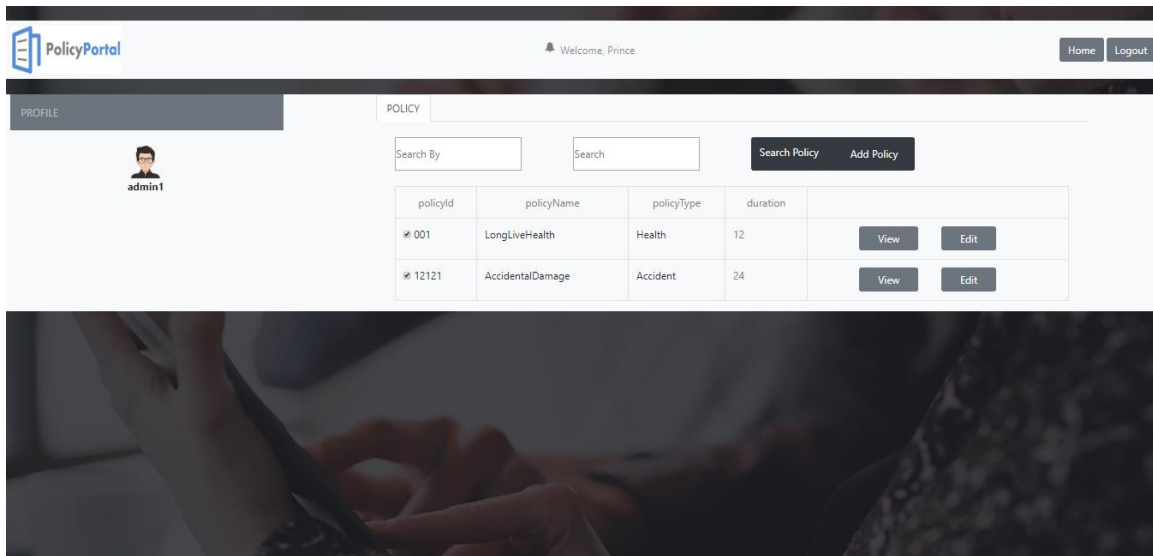 PolicyPortal
Welcome, Prince
Home Logout
PROFILE
admin1
POLICY
Search By Search Search Policy Add Policy
policyId policyName policyType duration
001 LongLiveHealth Health 12 View Edit
12121 AccidentalDamage Accident 24 View Edit